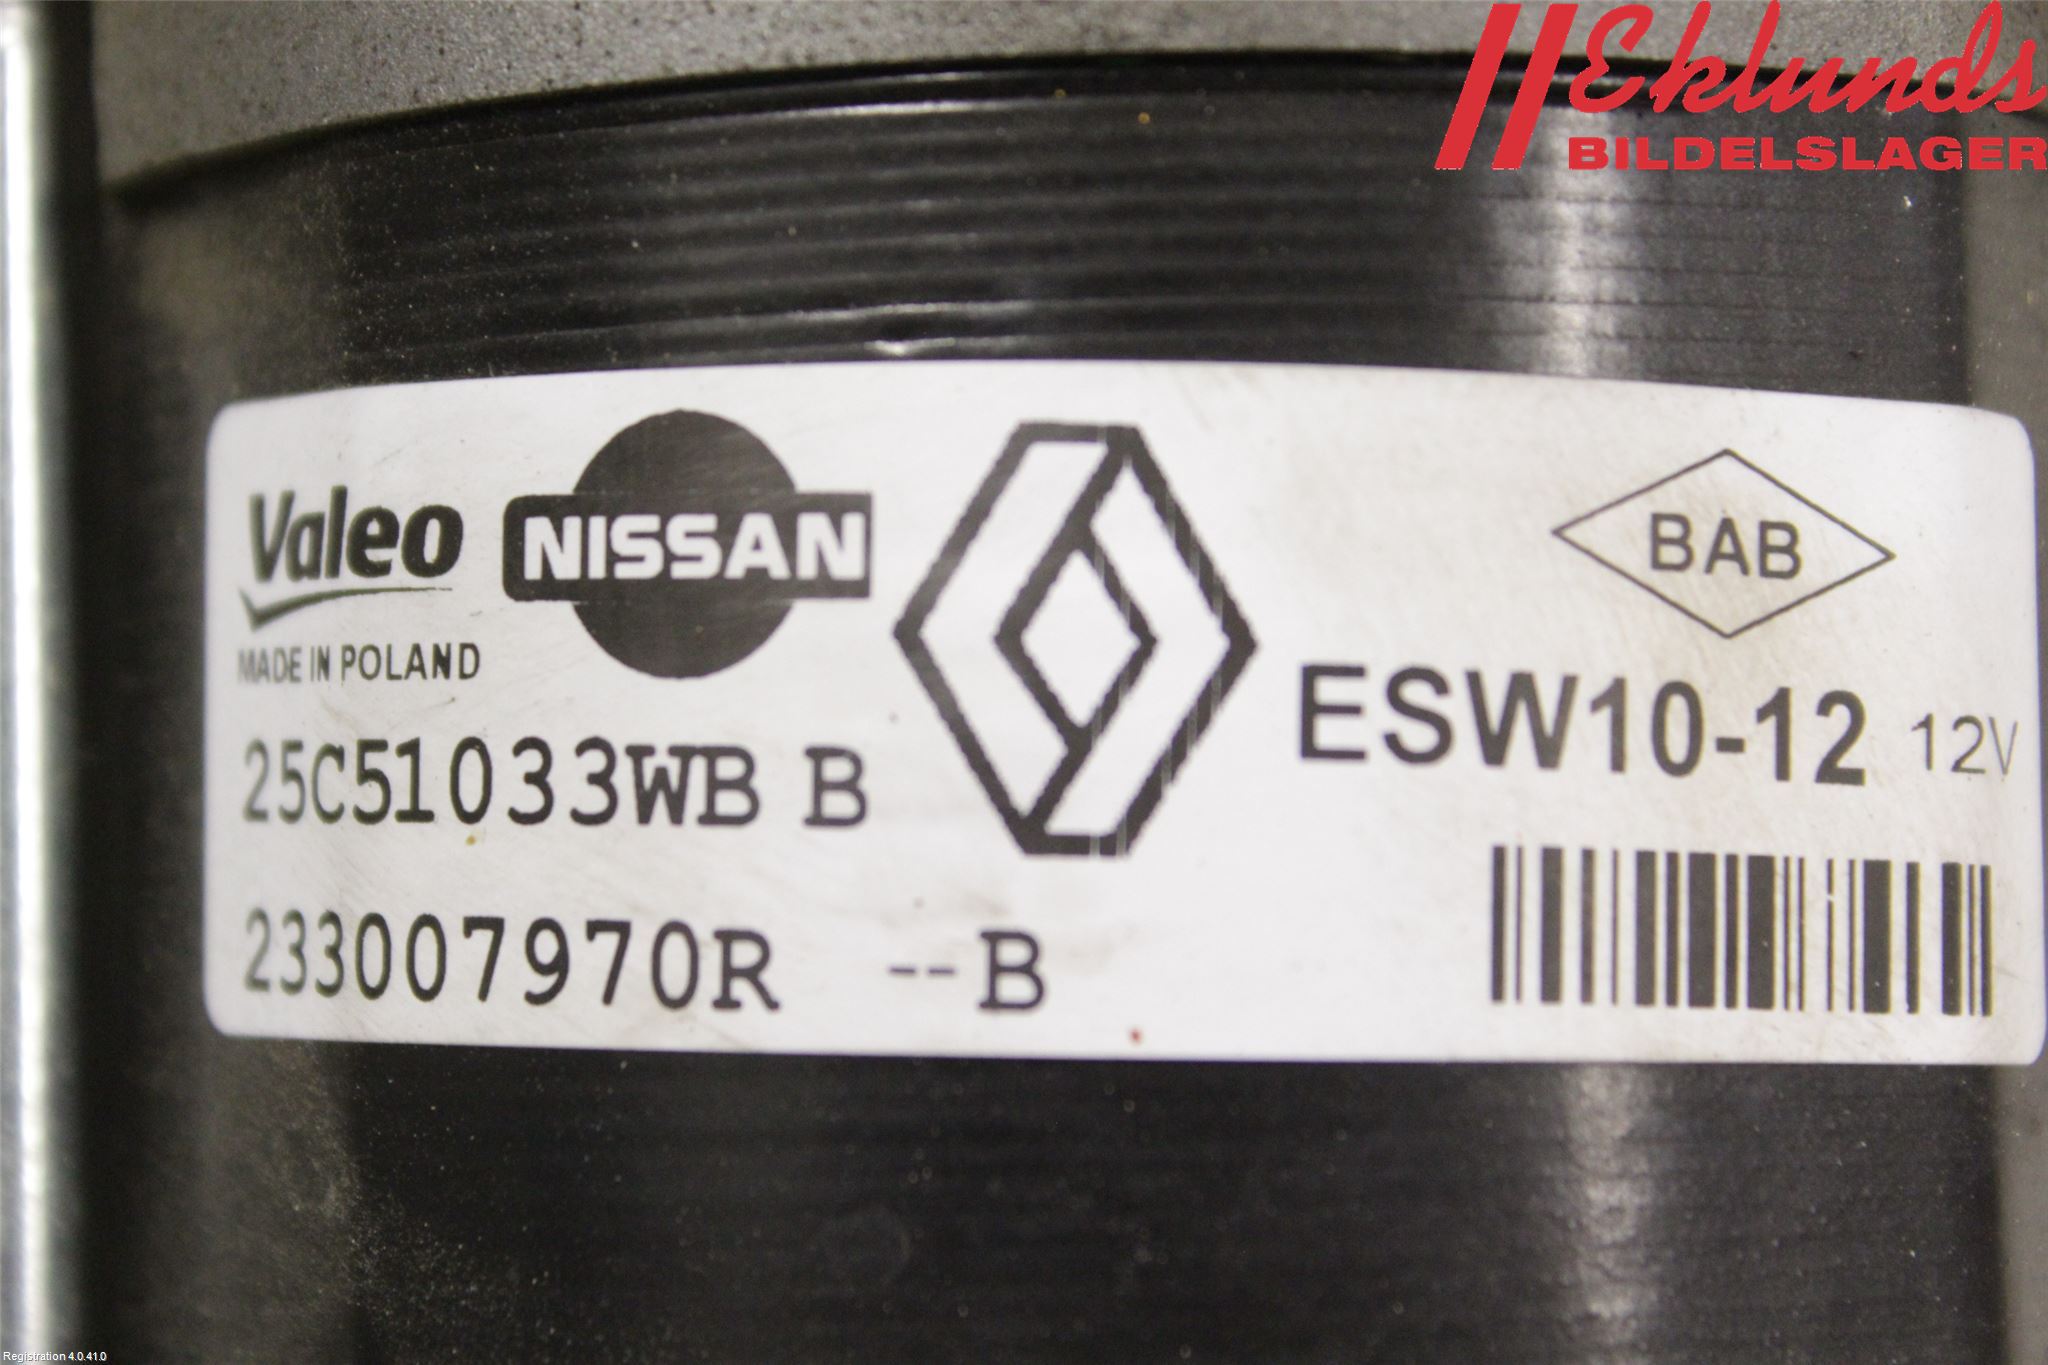 Eklunds
BILDELSLAGER
Valeo
NISSAN
MADE IN POLAND
BAB
ESW10-12 12V
25C51033WB B
233007970R --B
Registration 4.0.41.0